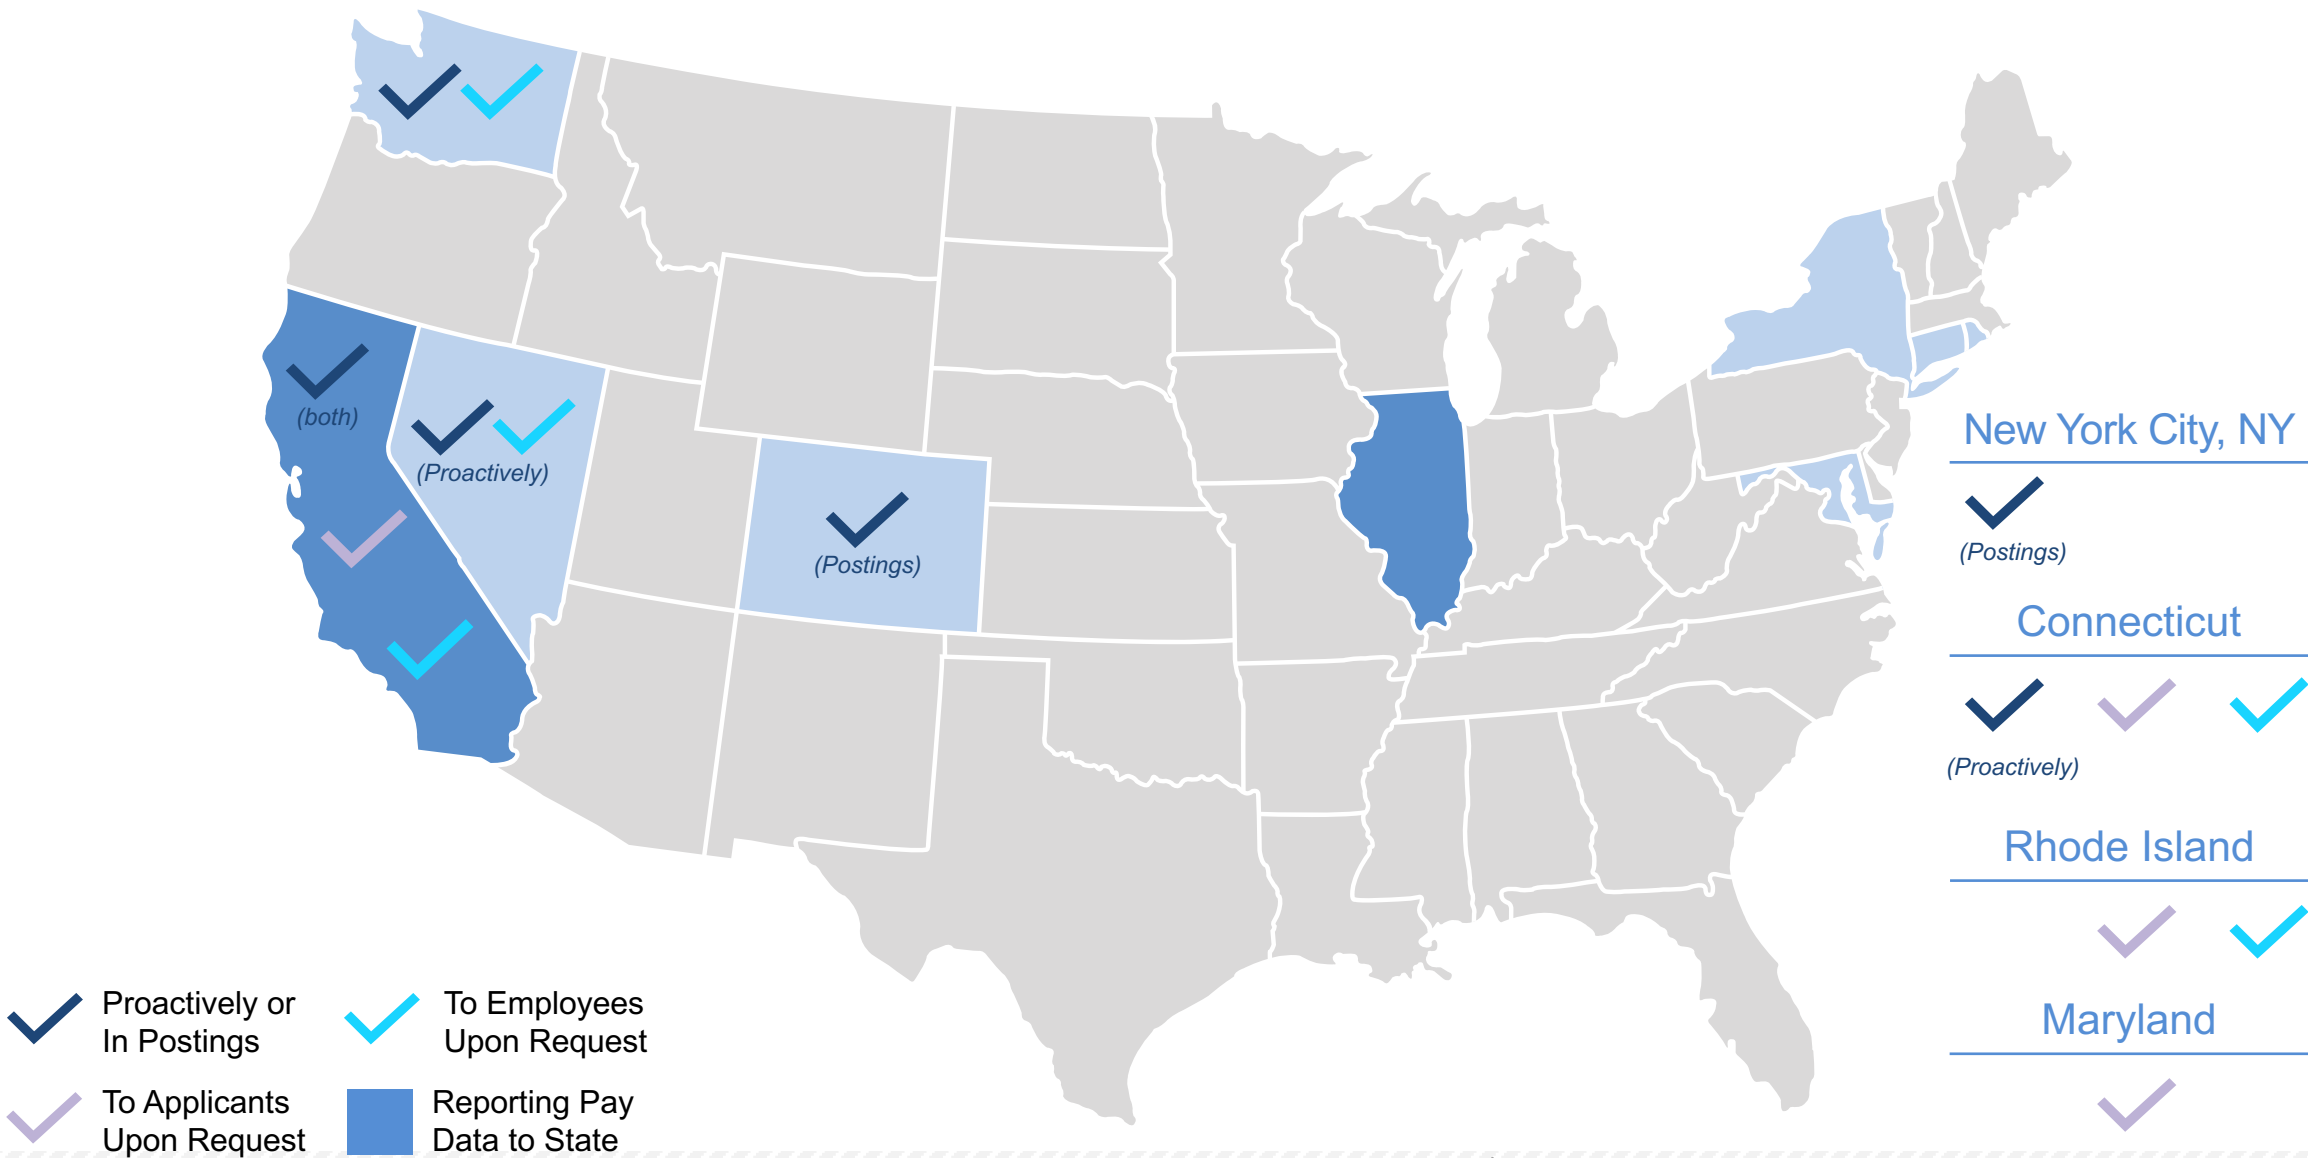 (both)
(Proactively)
(Postings)
New York City, NY
(Postings)
Connecticut
(Proactively)
Rhode Island
Maryland
Proactively or
In Postings
To Employees
Upon Request
To Applicants
Upon Request
Reporting Pay
Data to State